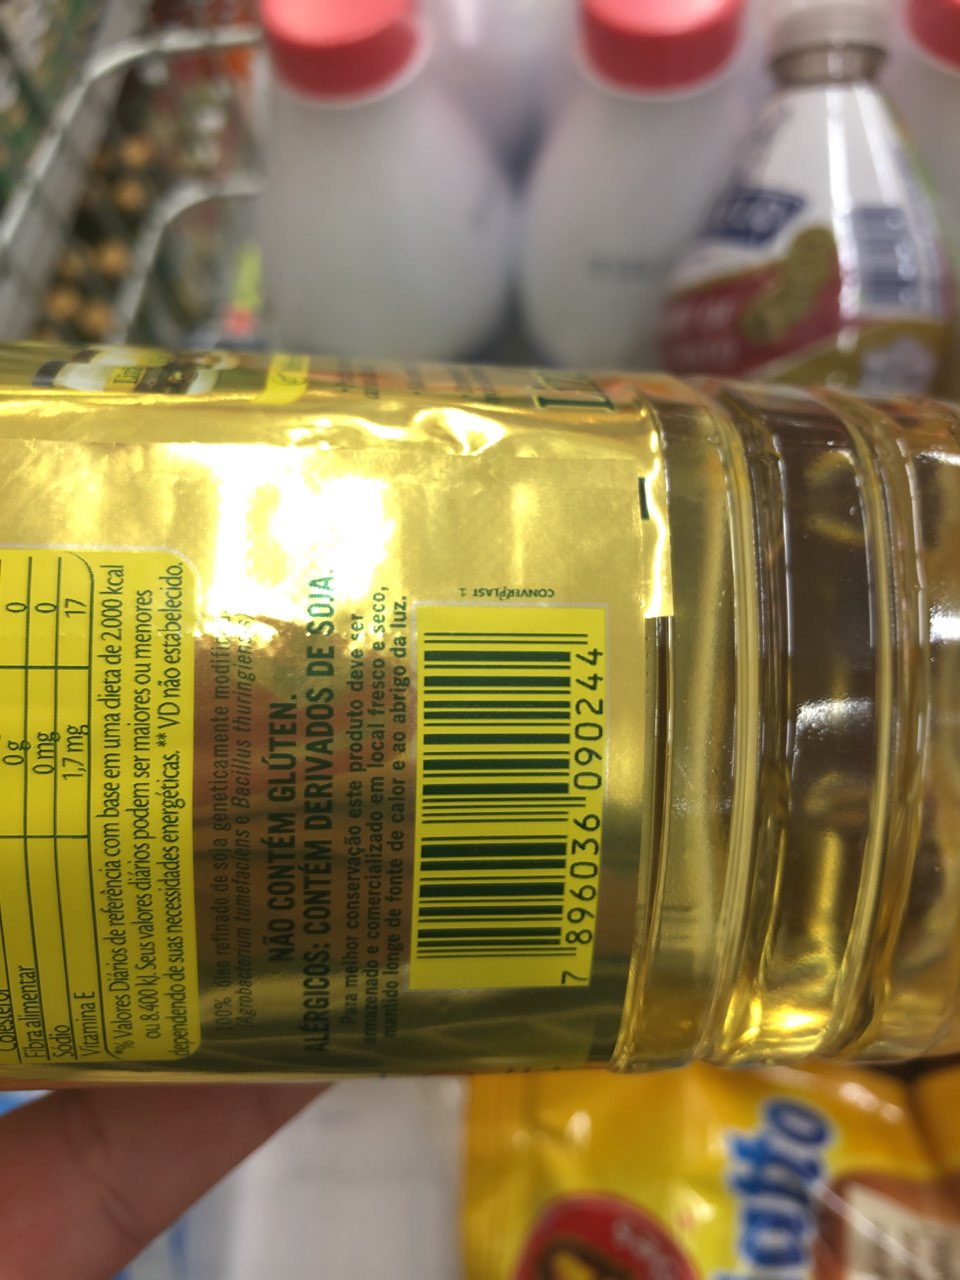 Colesterol 0 g 0
Fibra alimentar 0 mg 0
Sódio 1,7 mg 17
Vitamina E
*% Valores Diários de referência com base em uma dieta de 2.000 kcal
ou 8.400 kJ. Seus valores diários podem ser maiores ou menores
dependendo de suas necessidades energéticas. ** VD não estabelecido.
100% óleo refinado de soja geneticamente
(Agrobacterium tumefaciens e Bacillus
NÃO CONTÉM GLÚTEN.
ALÉRGICOS: CONTÉM DERIVADOS DE SOJA.
Para melhor conservação este produto deve ser
armazenado e comercializado em local fresco e seco,
mantido longe de fonte de calor e ao abrigo da luz.
CONVERPLAST 1
7 896036 090244